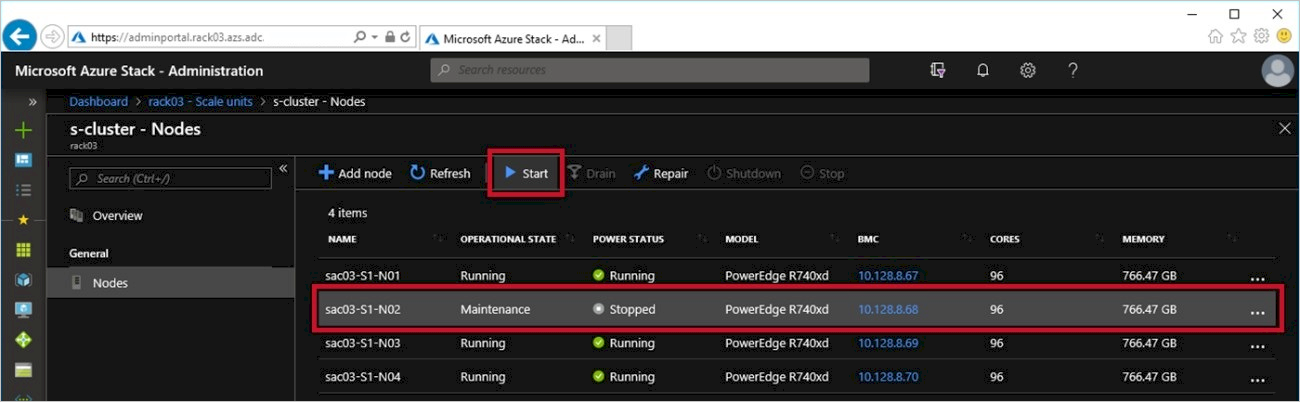 https://adminportal.rack03.azs.adc.
Microsoft Azure Stack - Ad...
Microsoft Azure Stack - Administration
Search resources
Dashboard > rack03 - Scale units > s-cluster - Nodes
s-cluster - Nodes
rack03
Search (Ctrl+/)
Overview
General
Nodes
Add node Refresh Start Drain Repair Shutdown Stop
4 items
NAME OPERATIONAL STATE POWER STATUS MODEL BMC CORES MEMORY
sac03-S1-N01 Running Running PowerEdge R740xd 10.128.8.67 96 766.47 GB ...
sac03-S1-N02 Maintenance Stopped PowerEdge R740xd 10.128.8.68 96 766.47 GB ...
sac03-S1-N03 Running Running PowerEdge R740xd 10.128.8.69 96 766.47 GB ...
sac03-S1-N04 Running Running PowerEdge R740xd 10.128.8.70 96 766.47 GB ...